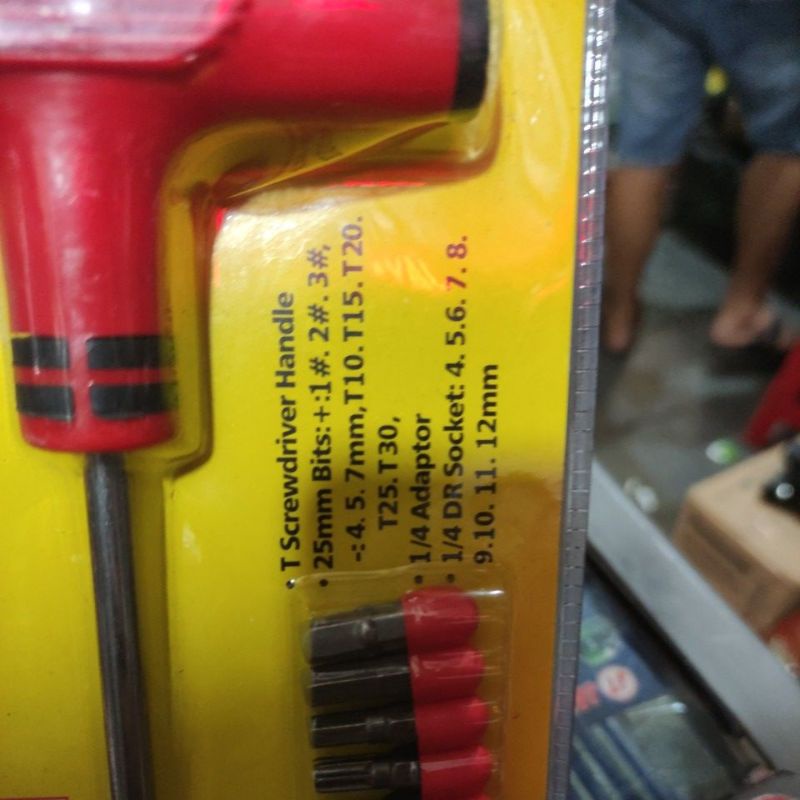 • T Screwdriver Handle
• 25mm Bits:+:1#. 2#. 3#,
-: 4. 5. 7mm, T10. T15. T20.
T25. T30,
• 1/4 Adaptor
• 1/4 DR Socket: 4. 5.6. 7. 8.
9.10. 11. 12mm